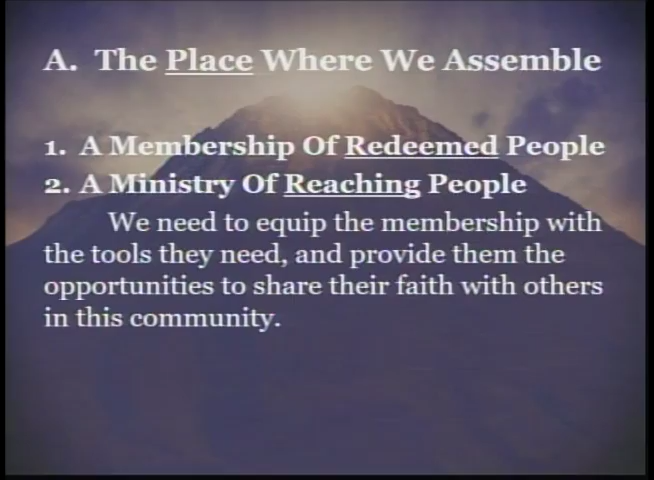 A. The Place Where We Assemble
1. A Membership Of Redeemed People
2. A Ministry Of Reaching People
We need to equip the membership with
the tools they need, and provide them the
opportunities to share their faith with others
in this community.